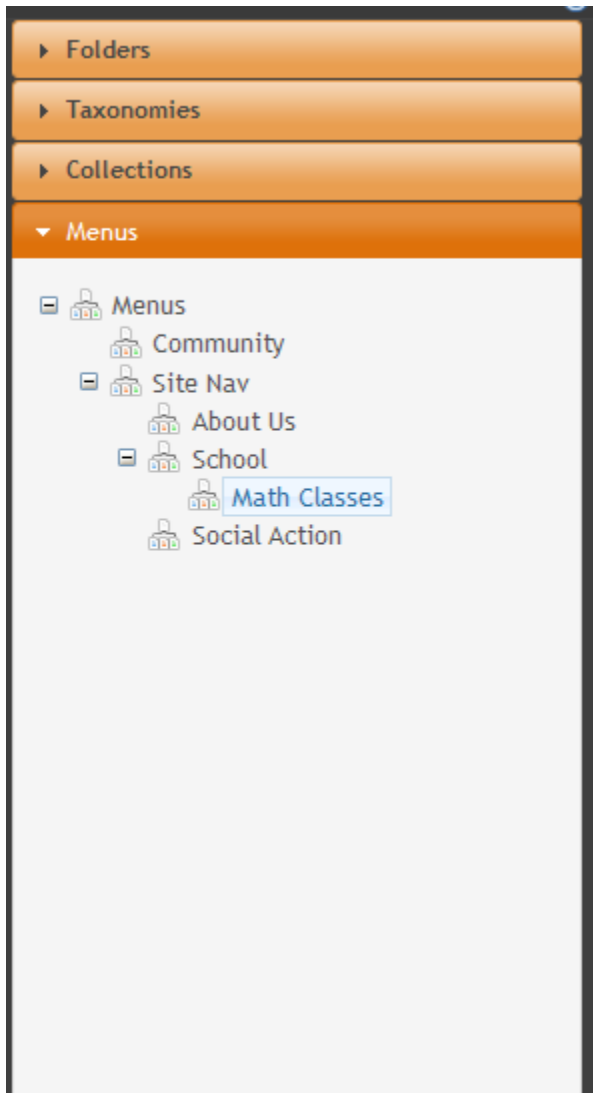 Folders
Taxonomies
Collections
Menus
Menus
Community
Site Nav
About Us
School
Math Classes
Social Action